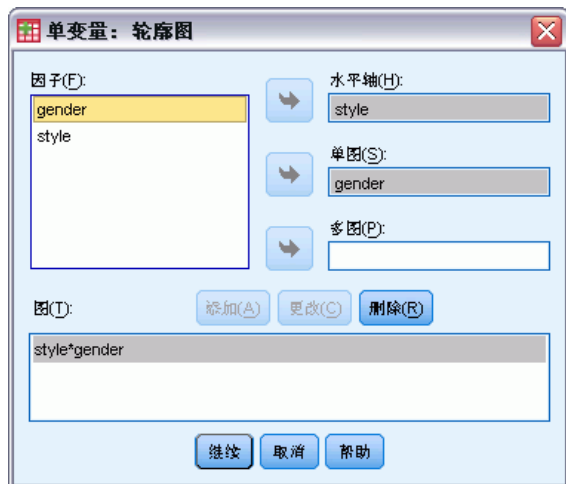 单变量：轮廓图
因子(F):
gender
style
水平轴(H):
style
单图(S):
gender
多图(P):
图(T):
添加(A)
更改(C)
删除(R)
style*gender
继续
取消
帮助